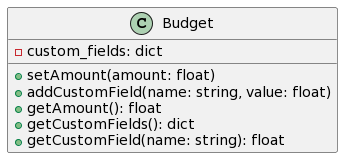 C Budget
custom_fields: dict
setAmount(amount: float)
addCustomField(name: string, value: float)
getAmount(): float
getCustomFields(): dict
getCustomField(name: string): float